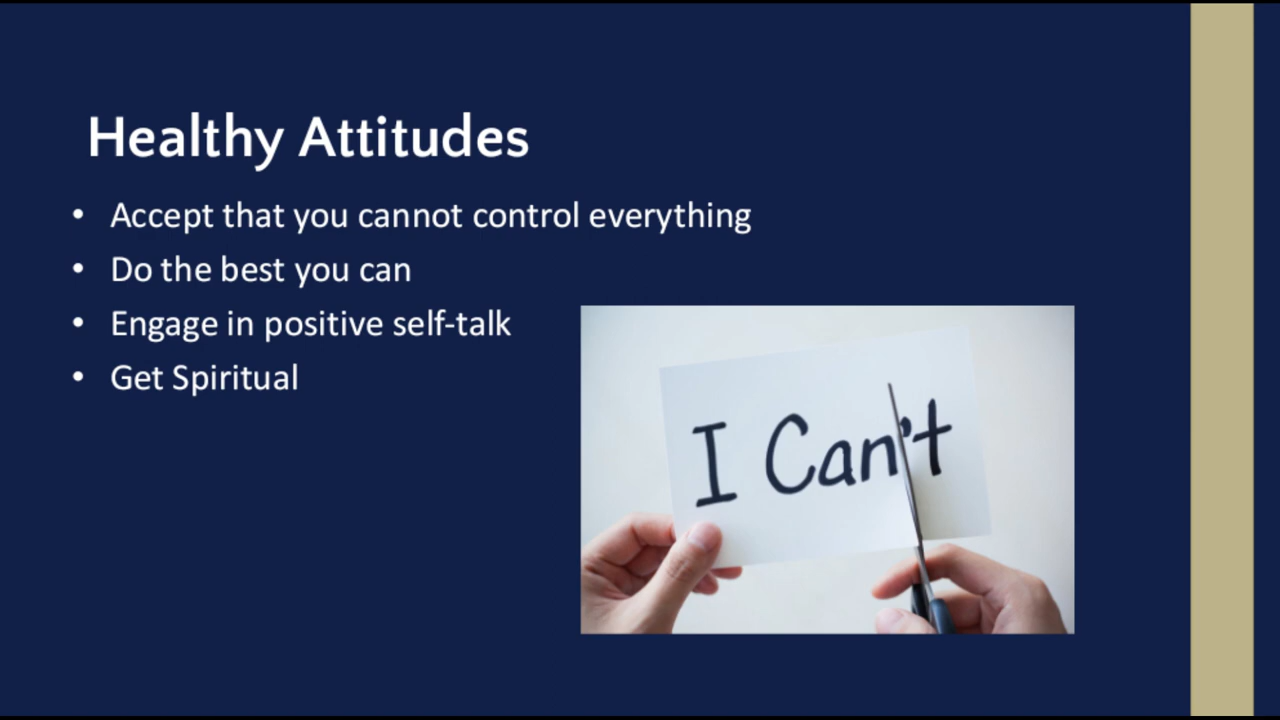 Healthy Attitudes
• Accept that you cannot control everything
• Do the best you can
• Engage in positive self-talk
• Get Spiritual
I Can't